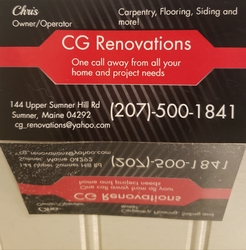 Chris
Owner/Operator
Carpentry, Flooring, Siding and
more!
CG Renovations
One call away from all your
home and project needs
144 Upper Sumner Hill Rd
Sumner, Maine 04292
cg_renovations@yahoo.com
(207)-500-1841